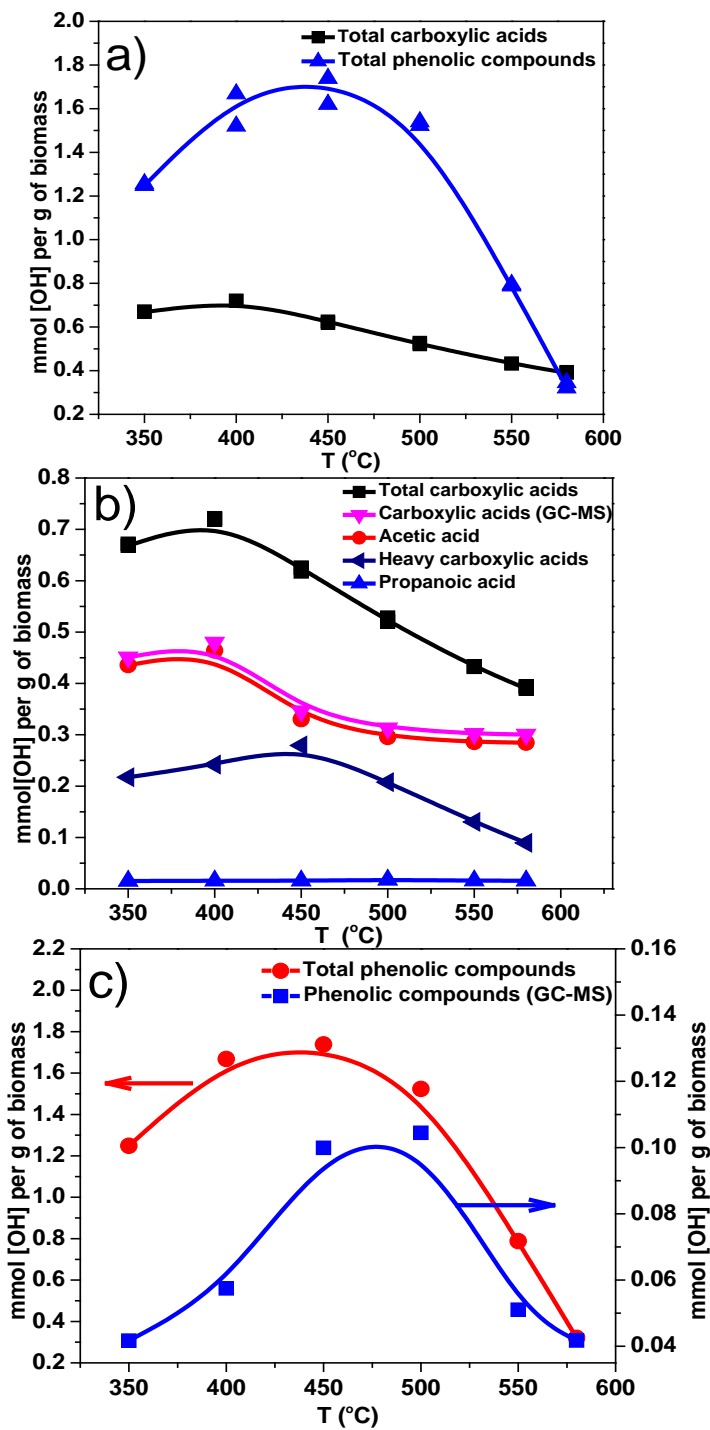 a)
Total carboxylic acids
Total phenolic compounds
mmol [OH] per g of biomass
2.0
1.8
1.6
1.4
1.2
1.0
0.8
0.6
0.4
0.2
350 400 450 500 550 600
T (°C)
b)
Total carboxylic acids
Carboxylic acids (GC-MS)
Acetic acid
Heavy carboxylic acids
Propanoic acid
mmol[OH] per g of biomass
0.8
0.7
0.6
0.5
0.4
0.3
0.2
0.1
0.0
350 400 450 500 550 600
T (°C)
c)
Total phenolic compounds
Phenolic compounds (GC-MS)
mmol [OH] per g of biomass
2.2
2.0
1.8
1.6
1.4
1.2
1.0
0.8
0.6
0.4
0.2
0.16
0.14
0.12
0.10
0.08
0.06
0.04
mmol [OH] per g of biomass
350 400 450 500 550 600
T (°C)